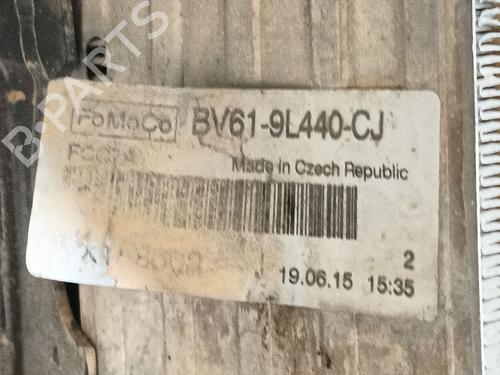 B-PARTS
FoMoCo BV61-9L440-CJ
Made in Czech Republic
2
19.06.15 15:35